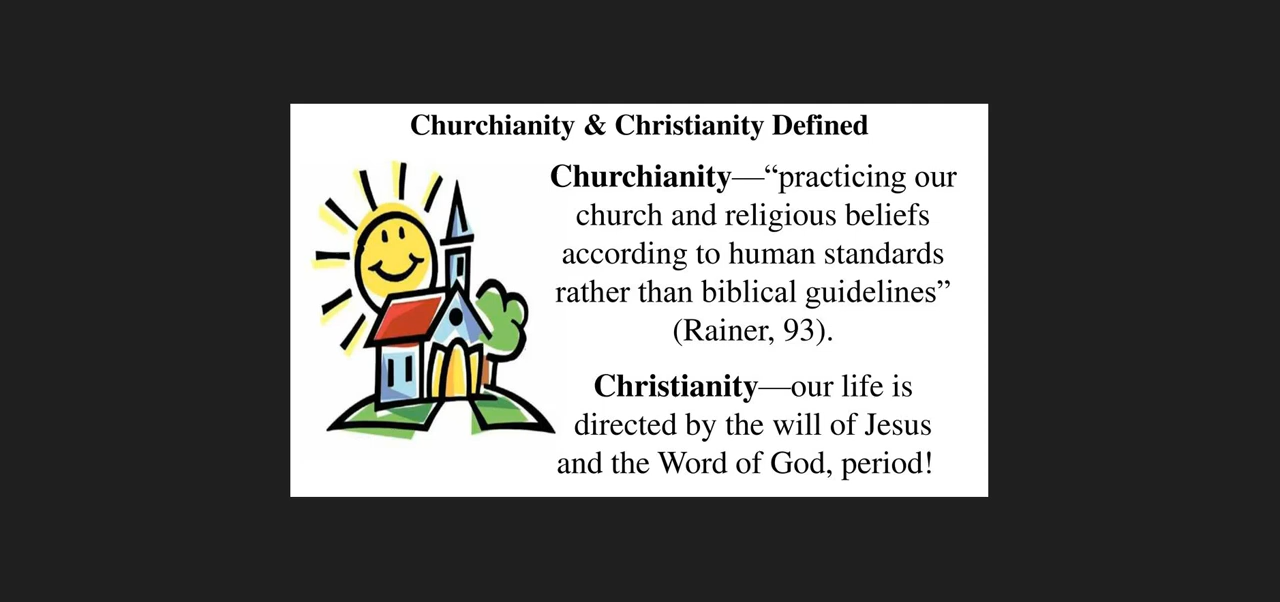 Churchianity & Christianity Defined
Churchianity—“practicing our
church and religious beliefs
according to human standards
rather than biblical guidelines”
(Rainer, 93).
Christianity—our life is
directed by the will of Jesus
and the Word of God, period!